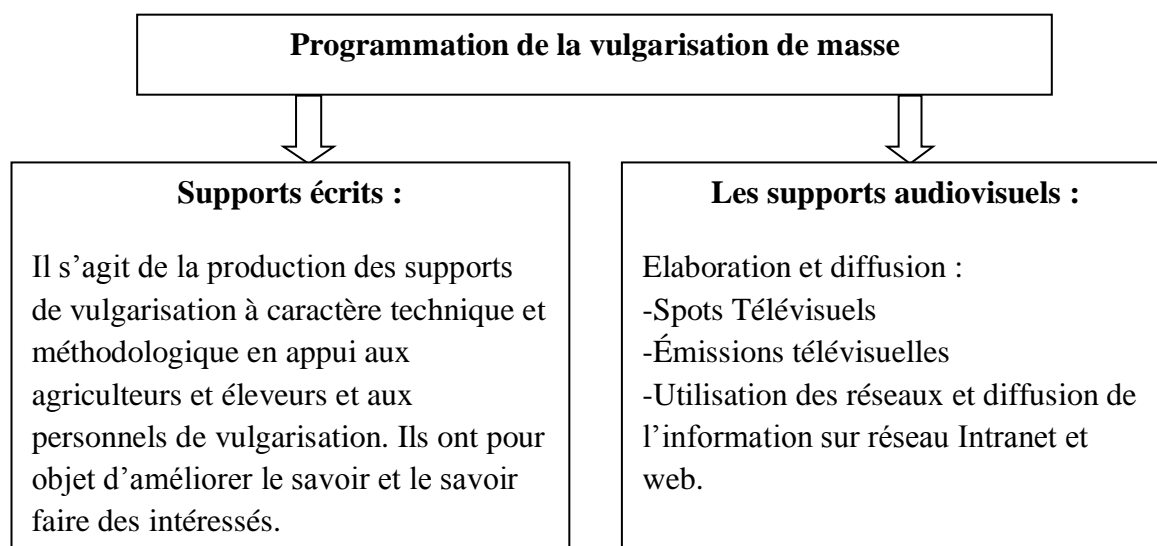 Programmation de la vulgarisation de masse
Supports écrits :
Il s’agit de la production des supports
de vulgarisation à caractère technique et
méthodologique en appui aux
agriculteurs et éleveurs et aux
personnels de vulgarisation. Ils ont pour
objet d’améliorer le savoir et le savoir
faire des intéressés.
Les supports audiovisuels :
Elaboration et diffusion :
-Spots Télévisuels
-Émissions télévisuelles
-Utilisation des réseaux et diffusion de
l’information sur réseau Intranet et
web.